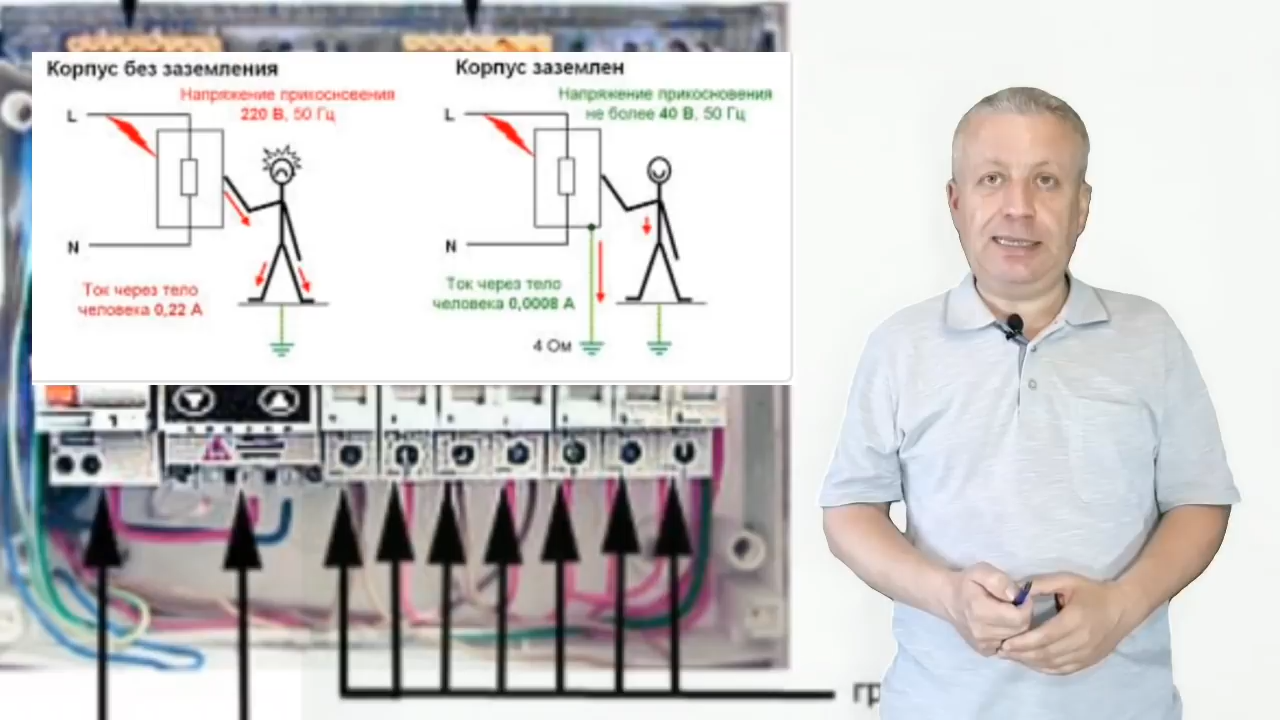 Корпус без заземления
Напряжение прикосновения
220 В, 50 Гц
L
N
Ток через тело
человека 0,22 А
Корпус заземлен
Напряжение прикосновения
не более 40 В, 50 Гц
L
N
Ток через тело
человека 0,0008 А
4 Ом